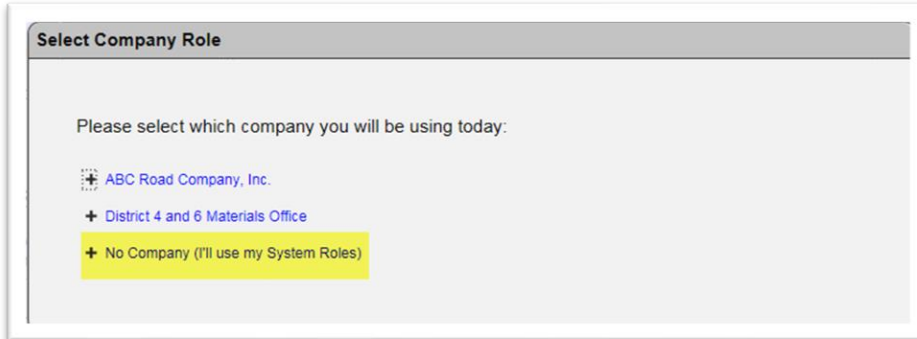 Select Company Role
Please select which company you will be using today:
+ ABC Road Company, Inc.
+ District 4 and 6 Materials Office
+ No Company (I'll use my System Roles)